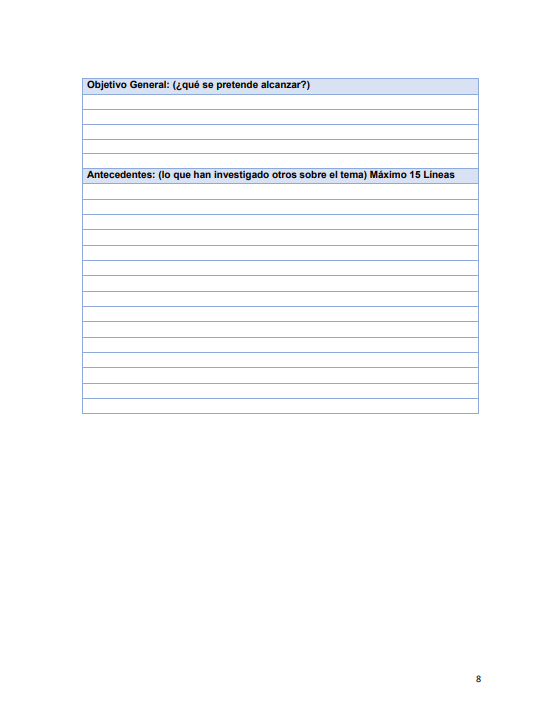 Objetivo General: (¿qué se pretende alcanzar?)
Antecedentes: (lo que han investigado otros sobre el tema) Máximo 15 Líneas
8